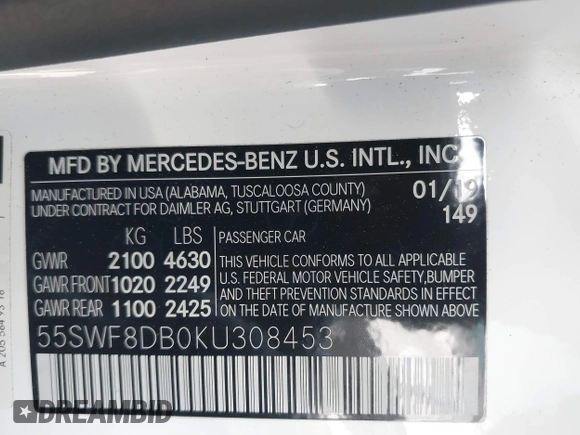 MFD BY MERCEDES-BENZ U.S. INTL., INC.
MANUFACTURED IN USA (ALABAMA, TUSCALOOSA COUNTY)
UNDER CONTRACT FOR DAIMLER AG, STUTTGART (GERMANY)
01/19
149
KG LBS
GVWR 2100 4630
GAWR FRONT 1020 2249
GAWR REAR 1100 2425
PASSENGER CAR
THIS VEHICLE CONFORMS TO ALL APPLICABLE
U.S. FEDERAL MOTOR VEHICLE SAFETY, BUMPER
AND THEFT PREVENTION STANDARDS IN EFFECT
ON THE DATE OF MANUFACTURE SHOWN ABOVE
55SWF8DB0KU308453
DREAMBID